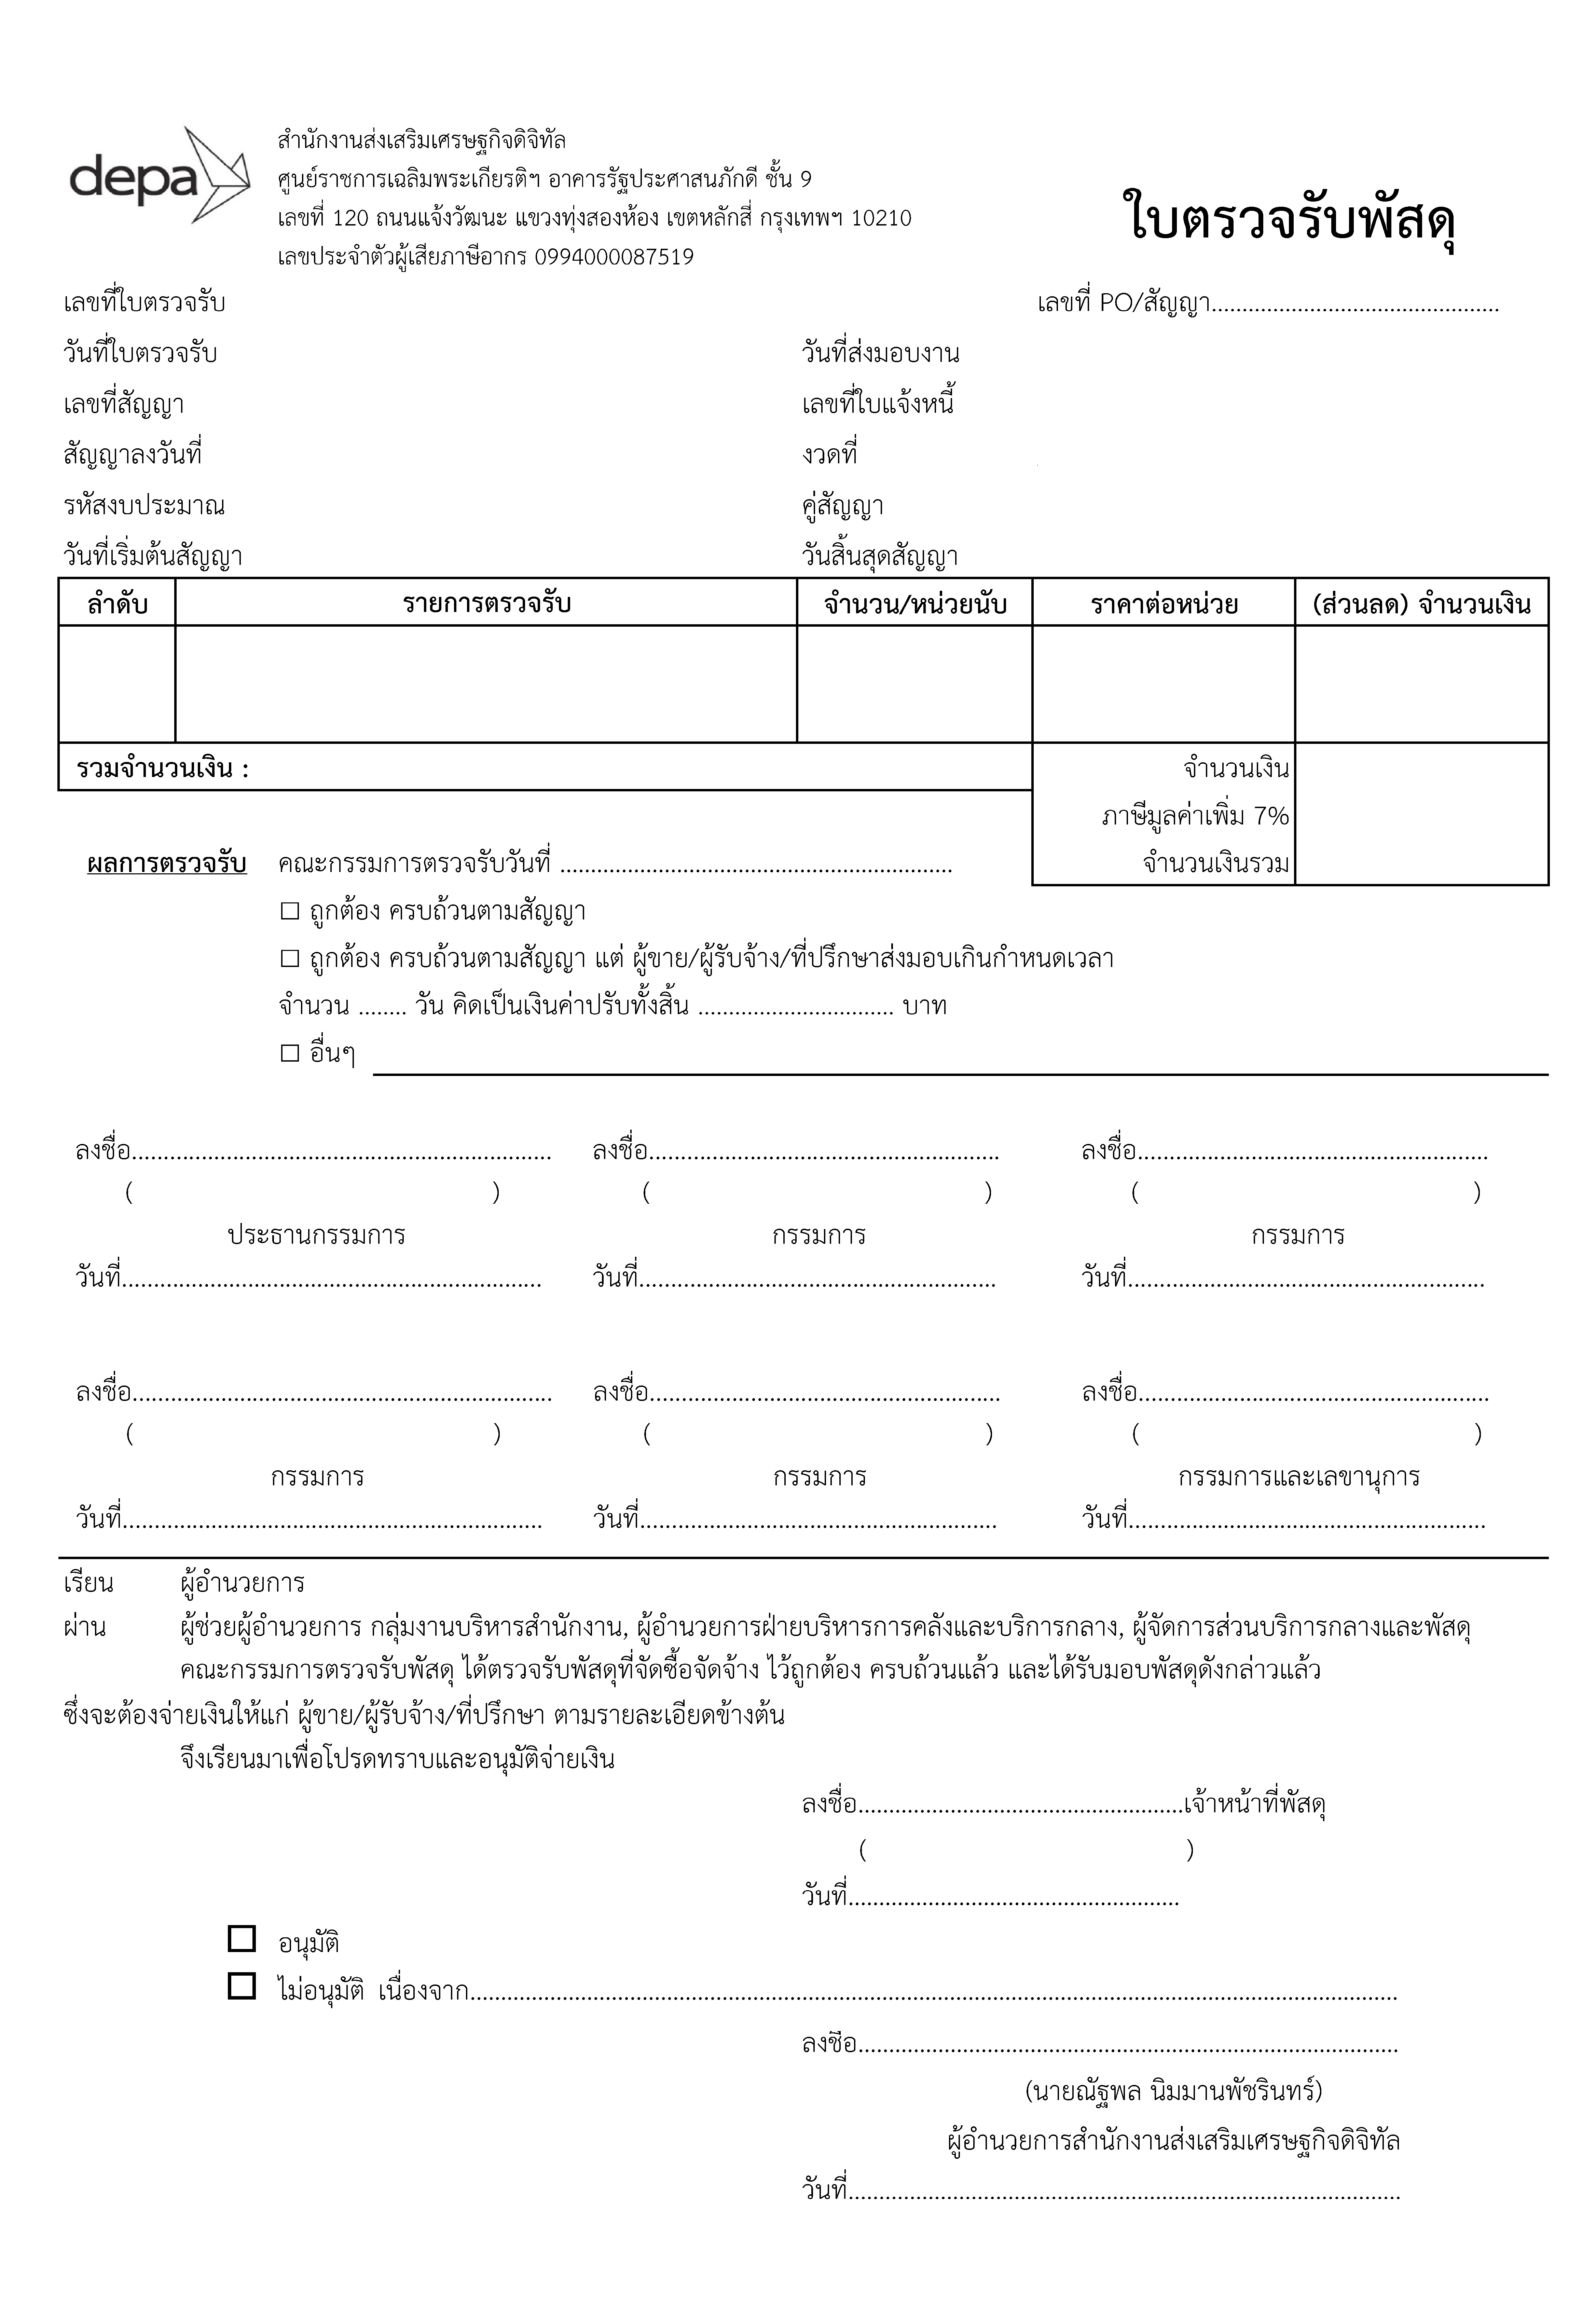 depa
สำนักงานส่งเสริมเศรษฐกิจดิจิทัล
ศูนย์ราชการเฉลิมพระเกียรติฯ อาคารรัฐประศาสนภักดี ชั้น 9
เลขที่ 120 ถนนแจ้งวัฒนะ แขวงทุ่งสองห้อง เขตหลักสี่ กรุงเทพฯ 10210
เลขประจำตัวผู้เสียภาษีอากร 0994000087519
ใบตรวจรับพัสดุ
เลขที่ใบตรวจรับ เลขที่ PO/สัญญา...............................................
วันที่ใบตรวจรับ วันที่ส่งมอบงาน
เลขที่สัญญา เลขที่ใบแจ้งหนี้
สัญญาลงวันที่ งวดที่
รหัสงบประมาณ คู่สัญญา
วันที่เริ่มต้นสัญญา วันสิ้นสุดสัญญา
ลำดับ รายการตรวจรับ จำนวน/หน่วยนับ ราคาต่อหน่วย (ส่วนลด) จำนวนเงิน
รวมจำนวนเงิน : จำนวนเงิน
ภาษีมูลค่าเพิ่ม 7%
ผลการตรวจรับ คณะกรรมการตรวจรับวันที่ ................................................................ จำนวนเงินรวม
☐ ถูกต้อง ครบถ้วนตามสัญญา
☐ ถูกต้อง ครบถ้วนตามสัญญา แต่ ผู้ขาย/ผู้รับจ้าง/ที่ปรึกษาส่งมอบเกินกำหนดเวลา
จำนวน ........ วัน คิดเป็นเงินค่าปรับทั้งสิ้น ................................ บาท
☐ อื่นๆ
ลงชื่อ.................................................................... ลงชื่อ.................................................................. ลงชื่อ.........................................................
( ) ( ) ( )
ประธานกรรมการ กรรมการ กรรมการ
วันที่.................................................................... วันที่.......................................................... วันที่..........................................................
ลงชื่อ.................................................................... ลงชื่อ.................................................................. ลงชื่อ.........................................................
( ) ( ) ( )
กรรมการ กรรมการ กรรมการและเลขานุการ
วันที่.................................................................... วันที่.......................................................... วันที่..........................................................
เรียน ผู้อำนวยการ
ผ่าน ผู้ช่วยผู้อำนวยการ กลุ่มงานบริหารสำนักงาน, ผู้อำนวยการฝ่ายบริหารการคลังและบริการกลาง, ผู้จัดการส่วนบริการกลางและพัสดุ
คณะกรรมการตรวจรับพัสดุ ได้ตรวจรับพัสดุที่จัดซื้อจัดจ้าง ไว้ถูกต้อง ครบถ้วนแล้ว และได้รับมอบพัสดุดังกล่าวแล้ว
ซึ่งจะต้องจ่ายเงินให้แก่ ผู้ขาย/ผู้รับจ้าง/ที่ปรึกษา ตามรายละเอียดข้างต้น
จึงเรียนมาเพื่อโปรดทราบและอนุมัติจ่ายเงิน
ลงชื่อ.....................................................เจ้าหน้าที่พัสดุ
( )
วันที่......................................................
☐ อนุมัติ
☐ ไม่อนุมัติ เนื่องจาก.......................................................................................................................................................
ลงชื่อ........................................................................................
(นายณัฐพล นิมมานพัชรินทร์)
ผู้อำนวยการสำนักงานส่งเสริมเศรษฐกิจดิจิทัล
วันที่..........................................................................................